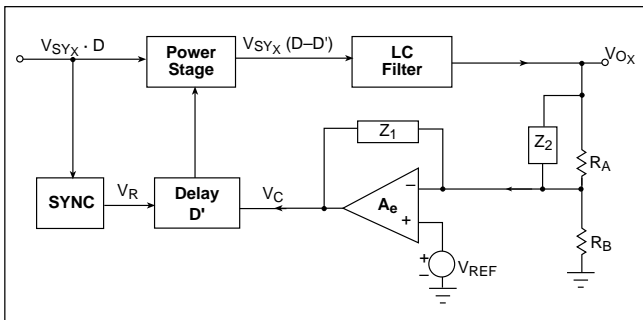 V_SYX · D
Power
Stage
V_SYX (D–D')
LC
Filter
V_OX
Z_1
Z_2
R_A
SYNC
V_R
Delay
D'
V_C
A_e
−
+
R_B
+
−
V_REF